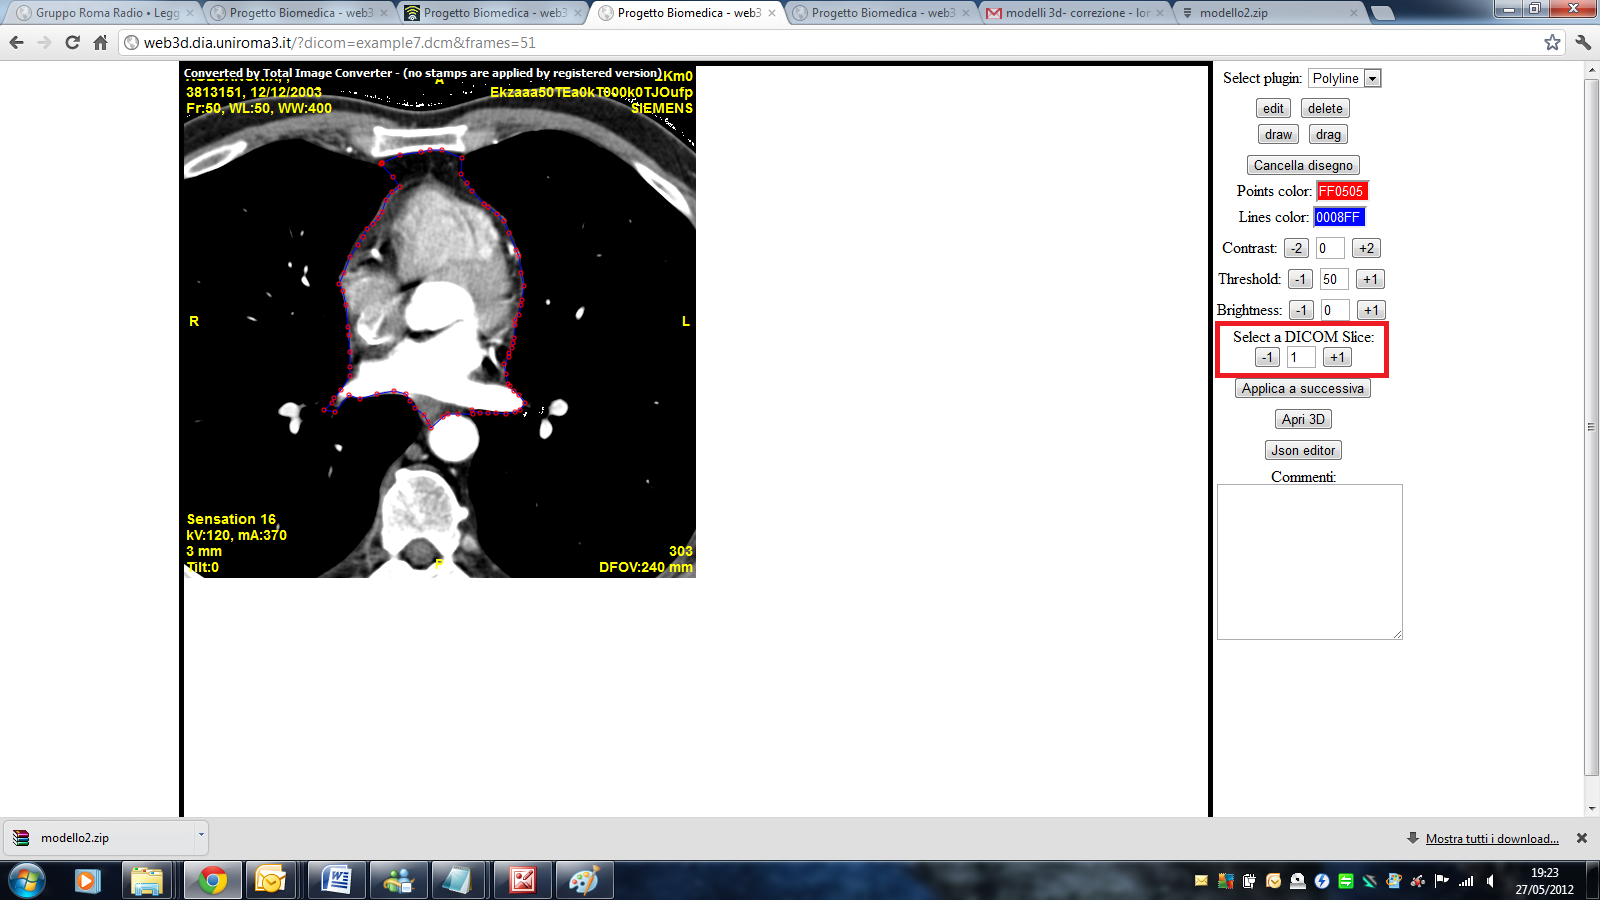 Gruppo Roma Radio • Legg
Progetto Biomedica - web3
Progetto Biomedica - web3
Progetto Biomedica - web3
Progetto Biomedica - web3
modelli 3d- correzione - lor
modello2.zip
web3d.dia.uniroma3.it/?dicom=example7.dcm&frames=51
Converted by Total Image Converter - (no stamps are applied by registered version)
Km0
A
3813151, 12/12/2003
Ekzaaa50TEa0kT000k0TJOufp
Fr:50, WL:50, WW:400
SIEMENS
R
L
Sensation 16
kV:120, mA:370
3 mm
303
Tilt:0
P
DFOV:240 mm
Select plugin: Polyline
edit delete
draw drag
Cancella disegno
Points color: FF0505
Lines color: 0008FF
Contrast: -2 0 +2
Threshold: -1 50 +1
Brightness: -1 0 +1
Select a DICOM Slice:
-1 1 +1
Applica a successiva
Apri 3D
Json editor
Commenti:
modello2.zip
Mostra tutti i download...
19:23
27/05/2012